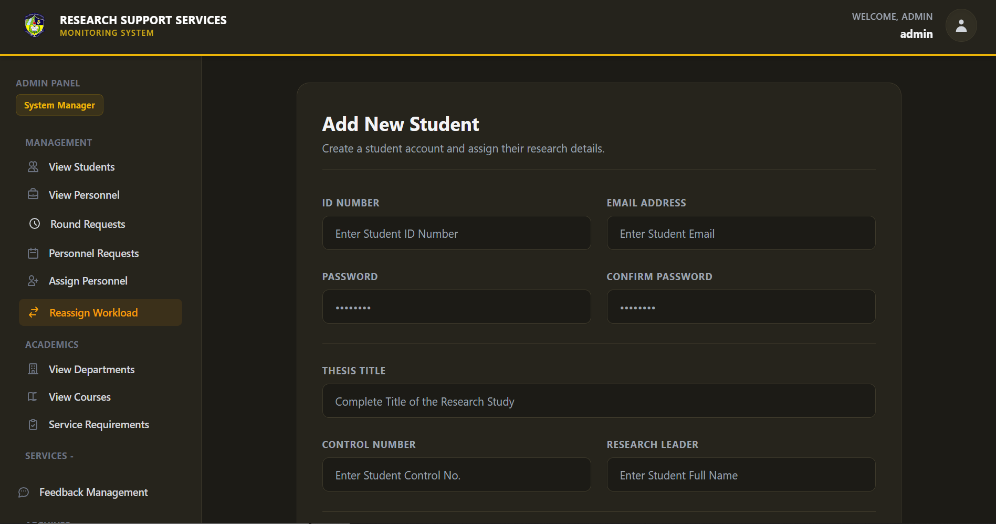 RESEARCH SUPPORT SERVICES
MONITORING SYSTEM
WELCOME, ADMIN
admin
ADMIN PANEL
System Manager
MANAGEMENT
View Students
View Personnel
Round Requests
Personnel Requests
Assign Personnel
Reassign Workload
ACADEMICS
View Departments
View Courses
Service Requirements
SERVICES -
Feedback Management
Add New Student
Create a student account and assign their research details.
ID NUMBER
EMAIL ADDRESS
Enter Student ID Number
Enter Student Email
PASSWORD
CONFIRM PASSWORD
••••••••
••••••••
THESIS TITLE
Complete Title of the Research Study
CONTROL NUMBER
RESEARCH LEADER
Enter Student Control No.
Enter Student Full Name